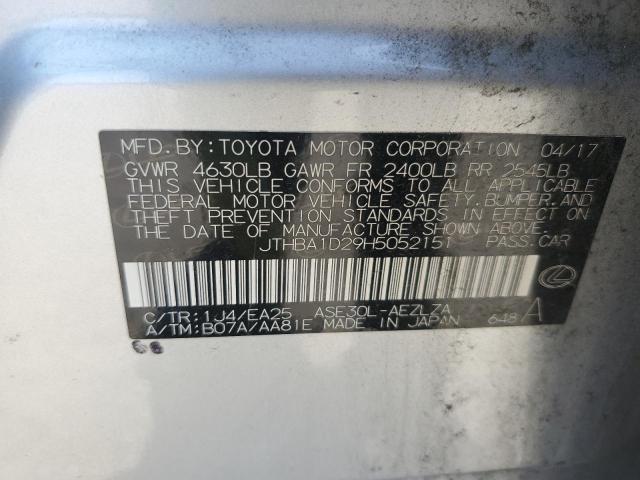 MFD.BY:TOYOTA MOTOR CORPORATION 04/17
GVWR 4630LB GAWR FR 2400LB RR 2545LB
THIS VEHICLE CONFORMS TO ALL APPLICABLE
FEDERAL MOTOR VEHICLE SAFETY,BUMPER,AND
THEFT PREVENTION STANDARDS IN EFFECT ON
THE DATE OF MANUFACTURE SHOWN ABOVE.
JTHBA1D29H5052151 PASS.CAR
C/TR:1J4/EA25 ASE30L-AEZLZA
A/TM:B07A/AA81E MADE IN JAPAN 648 A
68